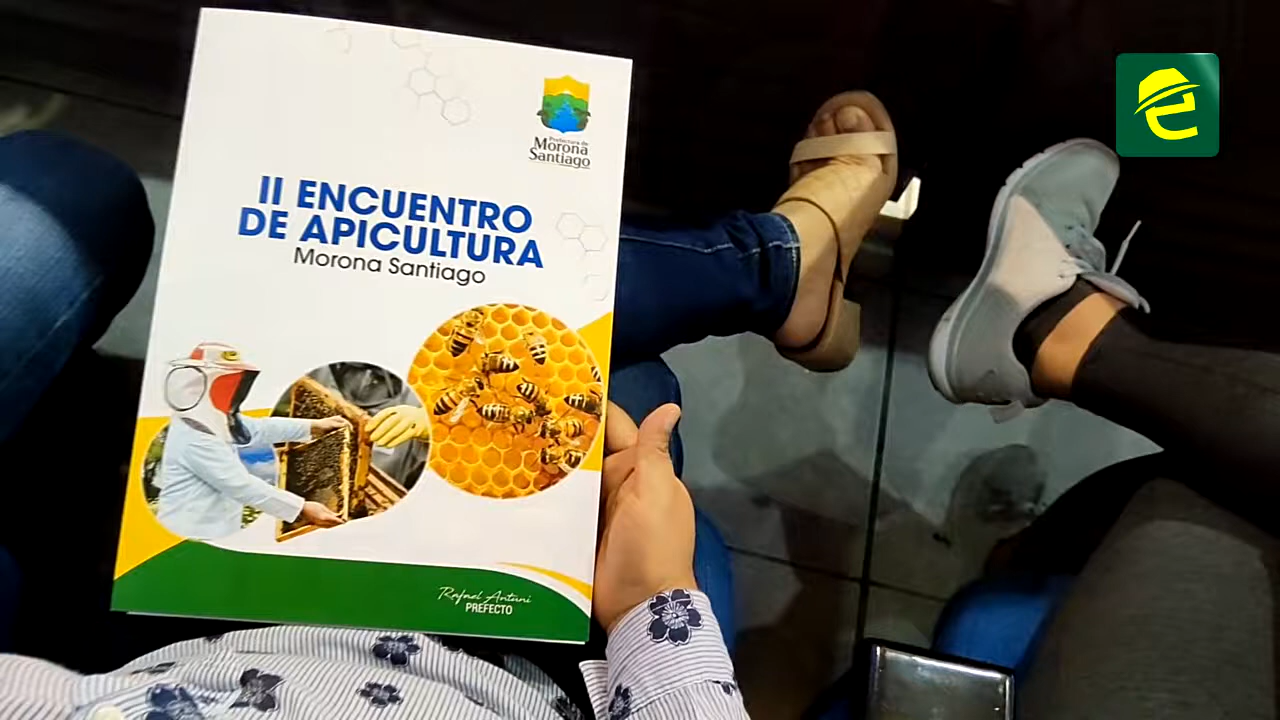 Prefectura de
Morona
Santiago
II ENCUENTRO
DE APICULTURA
Morona Santiago
Rafael Antuni
PREFECTO